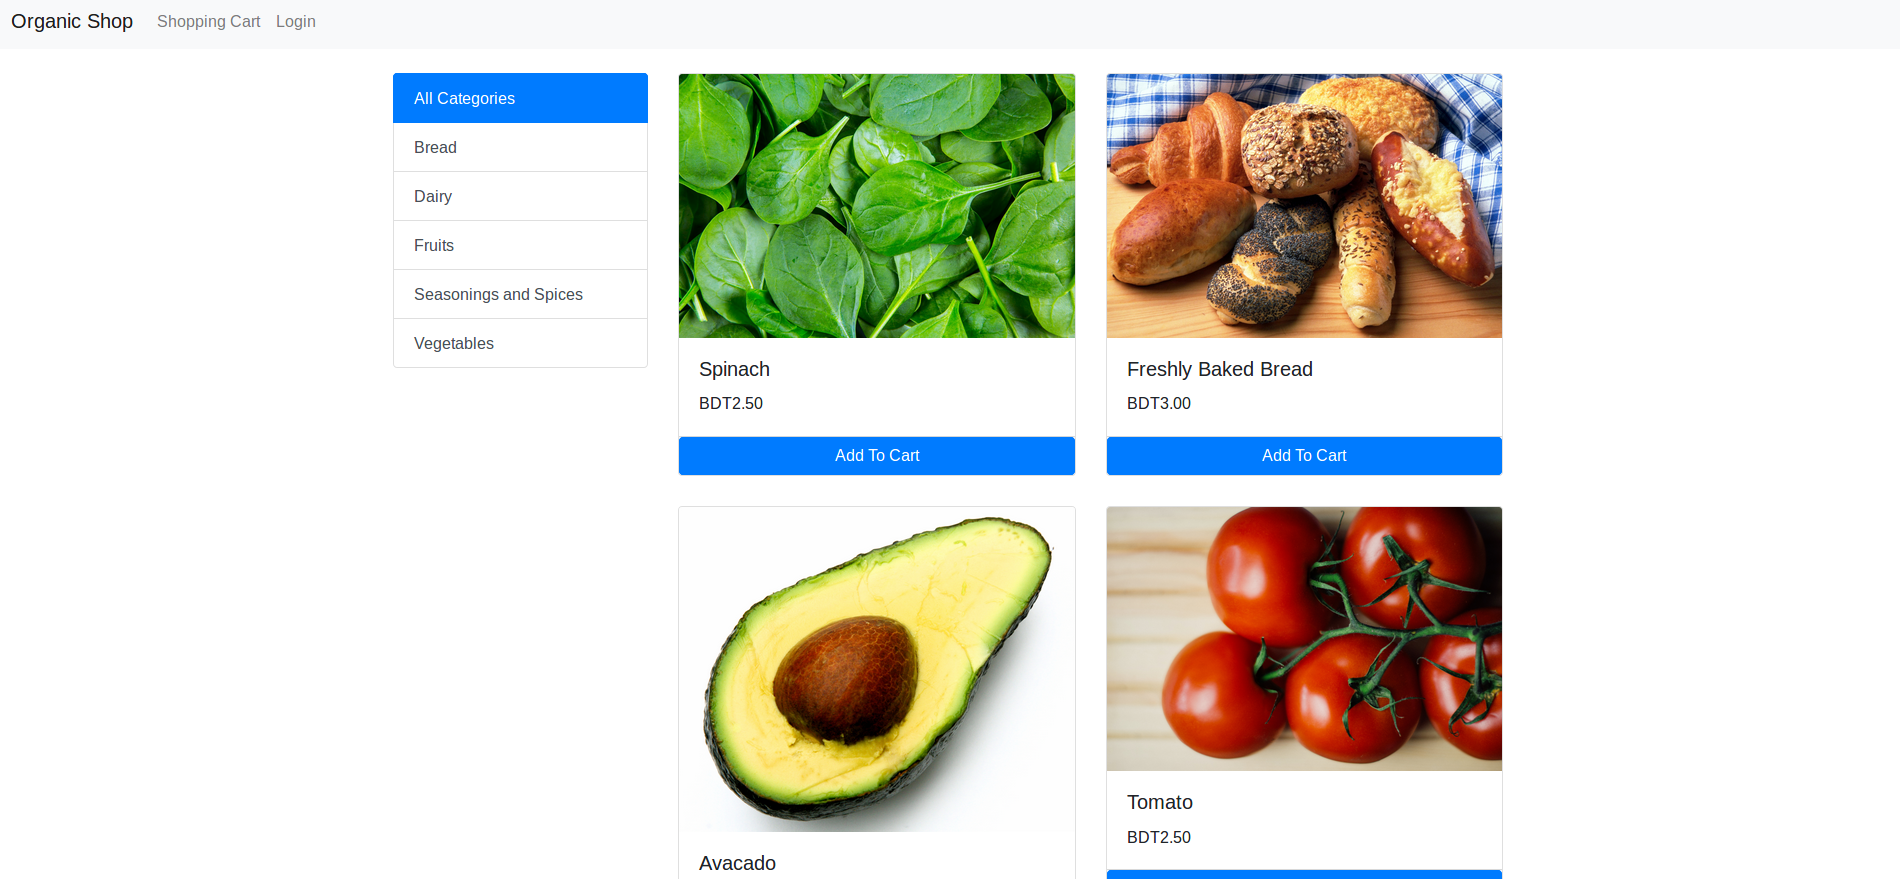 Organic Shop Shopping Cart Login
All Categories
Bread
Dairy
Fruits
Seasonings and Spices
Vegetables
Spinach
BDT2.50
Add To Cart
Freshly Baked Bread
BDT3.00
Add To Cart
Avacado
Tomato
BDT2.50